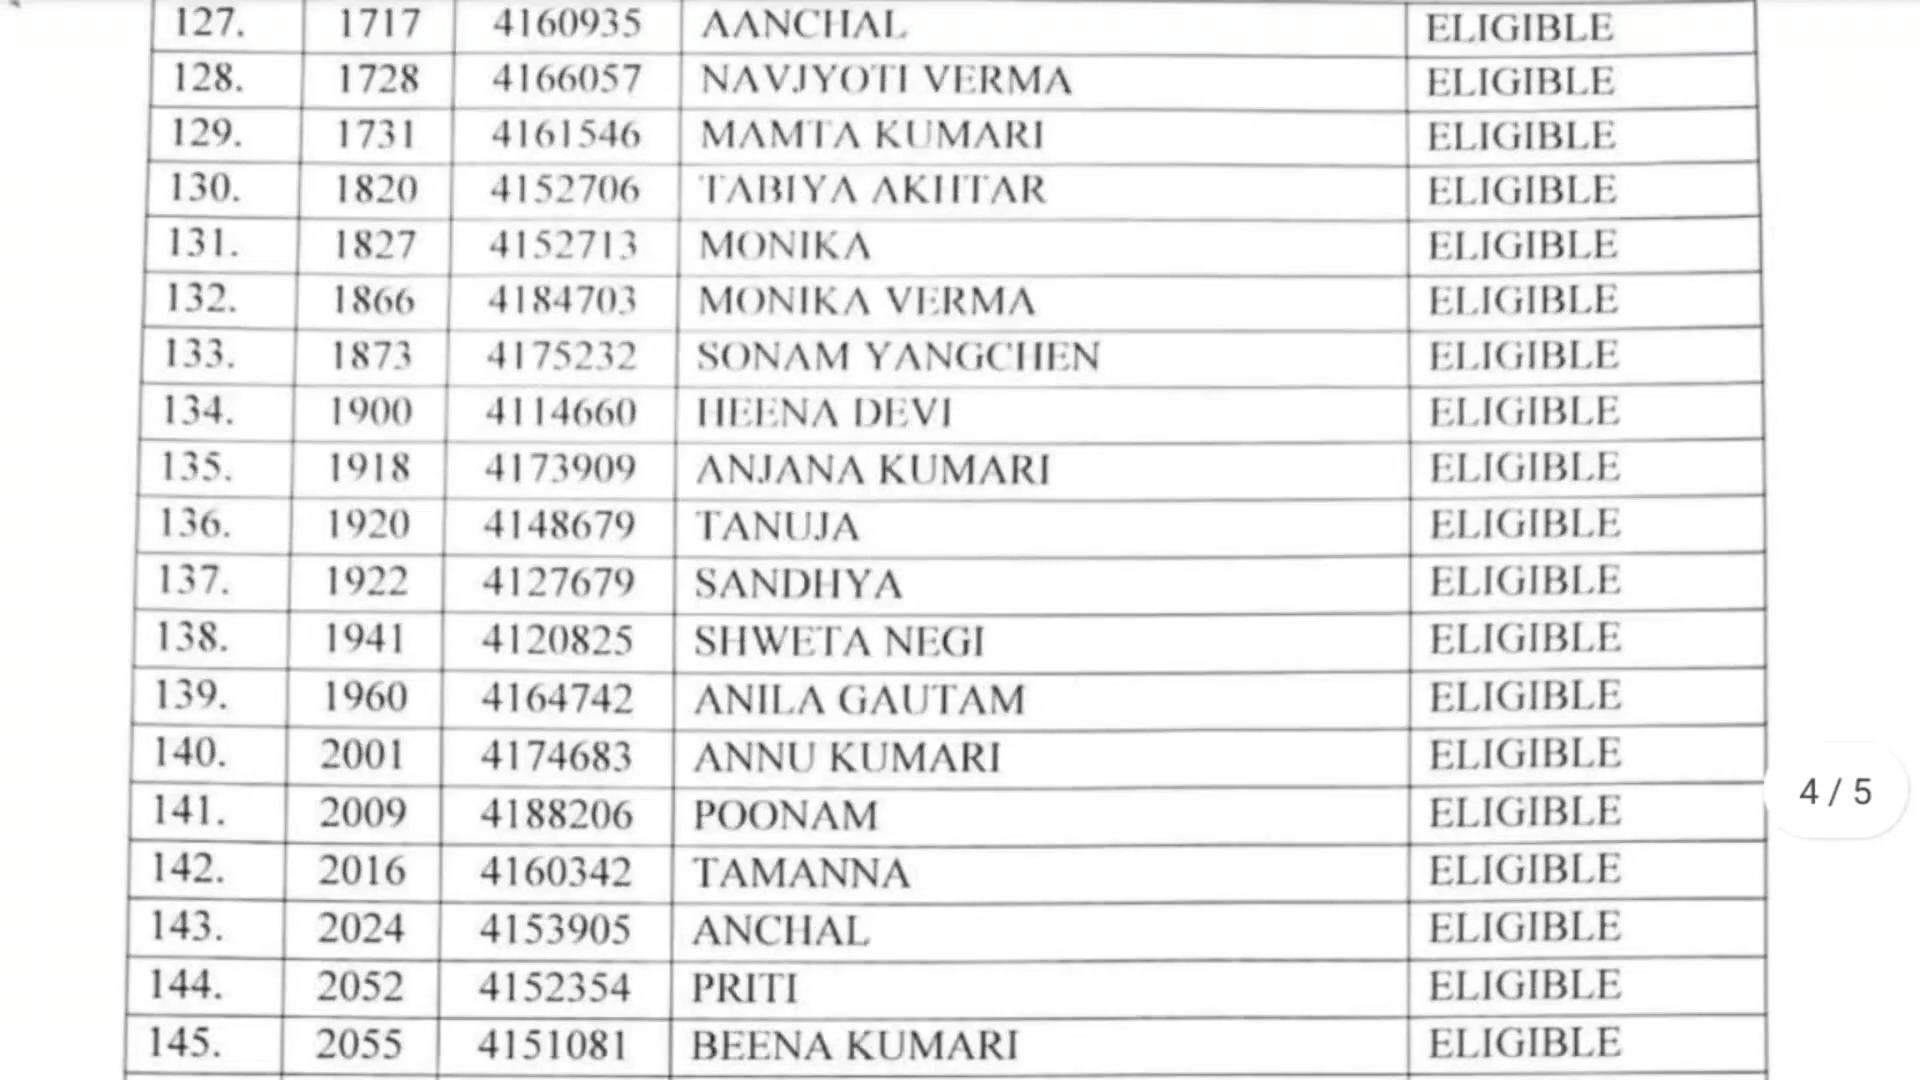 127. 1717 4160935 AANCHAL ELIGIBLE
128. 1728 4166057 NAVJYOTI VERMA ELIGIBLE
129. 1731 4161546 MAMTA KUMARI ELIGIBLE
130. 1820 4152706 TABIYA AKHTAR ELIGIBLE
131. 1827 4152713 MONIKA ELIGIBLE
132. 1866 4184703 MONIKA VERMA ELIGIBLE
133. 1873 4175232 SONAM YANGCHEN ELIGIBLE
134. 1900 4114660 HEENA DEVI ELIGIBLE
135. 1918 4173909 ANJANA KUMARI ELIGIBLE
136. 1920 4148679 TANUJA ELIGIBLE
137. 1922 4127679 SANDHYA ELIGIBLE
138. 1941 4120825 SHWETA NEGI ELIGIBLE
139. 1960 4164742 ANILA GAUTAM ELIGIBLE
140. 2001 4174683 ANNU KUMARI ELIGIBLE
141. 2009 4188206 POONAM ELIGIBLE
4 / 5
142. 2016 4160342 TAMANNA ELIGIBLE
143. 2024 4153905 ANCHAL ELIGIBLE
144. 2052 4152354 PRITI ELIGIBLE
145. 2055 4151081 BEENA KUMARI ELIGIBLE